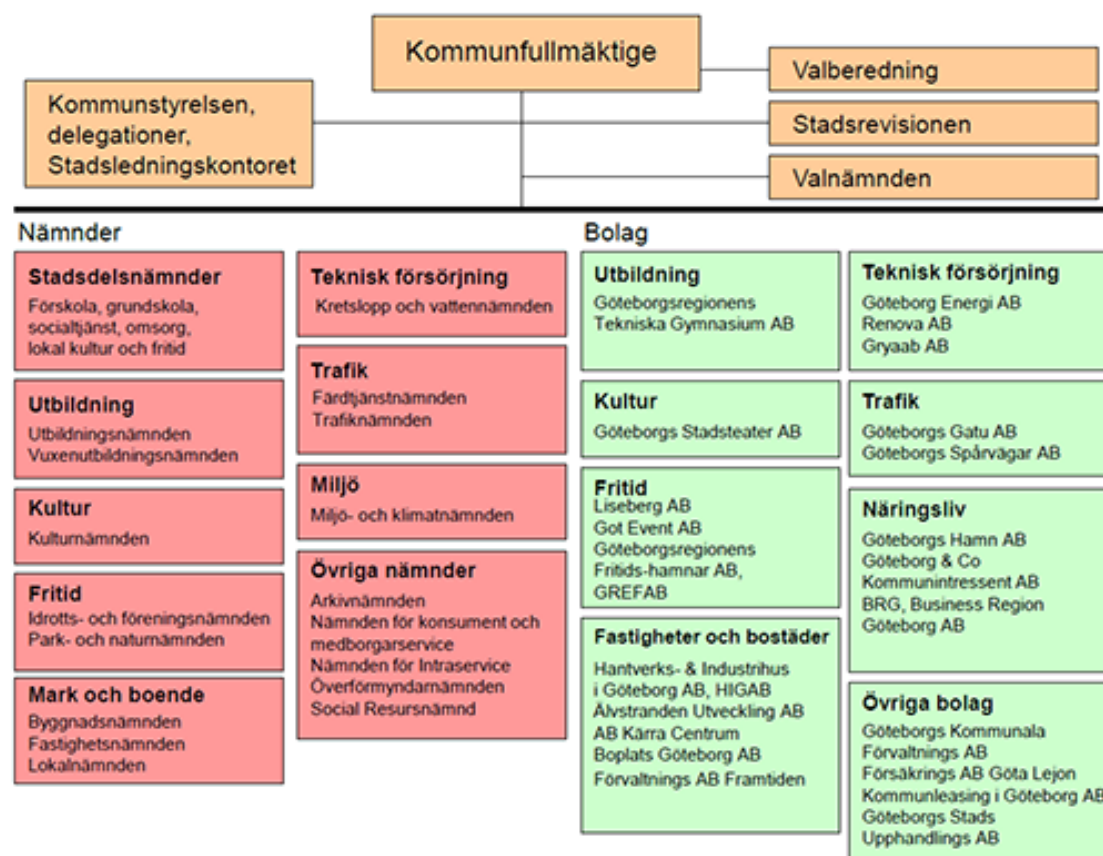 Kommunfullmäktige
Kommunstyrelsen,
delegationer,
Stadsledningskontoret
Valberedning
Stadsrevisionen
Valnämnden
Nämnder
Stadsdelsnämnder
Förskola, grundskola,
socialtjänst, omsorg,
lokal kultur och fritid
Utbildning
Utbildningsnämnden
Vuxenutbildningsnämnden
Kultur
Kulturnämnden
Fritid
Idrotts- och föreningsnämnden
Park- och naturnämnden
Mark och boende
Byggnadsnämnden
Fastighetsnämnden
Lokalnämnden
Teknisk försörjning
Kretslopp och vattennämnden
Trafik
Färdtjänstnämnden
Trafiknämnden
Miljö
Miljö- och klimatnämnden
Övriga nämnder
Arkivnämnden
Nämnden för konsument och
medborgarservice
Nämnden för Intraservice
Överförmyndarnämnden
Social Resursnämnd
Bolag
Utbildning
Göteborgsregionens
Tekniska Gymnasium AB
Kultur
Göteborgs Stadsteater AB
Fritid
Liseberg AB
Got Event AB
Göteborgsregionens
Fritids-hamnar AB,
GREFAB
Fastigheter och bostäder
Hantverks- & Industrihus
i Göteborg AB, HIGAB
Älvstranden Utveckling AB
AB Kärra Centrum
Boplats Göteborg AB
Förvaltnings AB Framtiden
Teknisk försörjning
Göteborg Energi AB
Renova AB
Gryaab AB
Trafik
Göteborgs Gatu AB
Göteborgs Spårvägar AB
Näringsliv
Göteborgs Hamn AB
Göteborg & Co
Kommunintressent AB
BRG, Business Region
Göteborg AB
Övriga bolag
Göteborgs Kommunala
Förvaltnings AB
Försäkrings AB Göta Lejon
Kommunleasing i Göteborg AB
Göteborgs Stads
Upphandlings AB